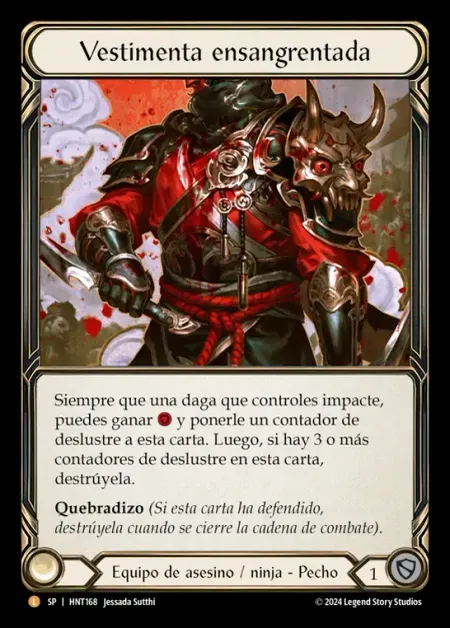 Vestimenta ensangrentada
Siempre que una daga que controles impacte,
puedes ganar y ponerle un contador de
deslustre a esta carta. Luego, si hay 3 o más
contadores de deslustre en esta carta,
destrúyela.
Quebradizo (Si esta carta ha defendido,
destrúyela cuando se cierre la cadena de combate).
Equipo de asesino / ninja - Pecho
1
L SP | HNT168 Jessada Sutthi
© 2024 Legend Story Studios